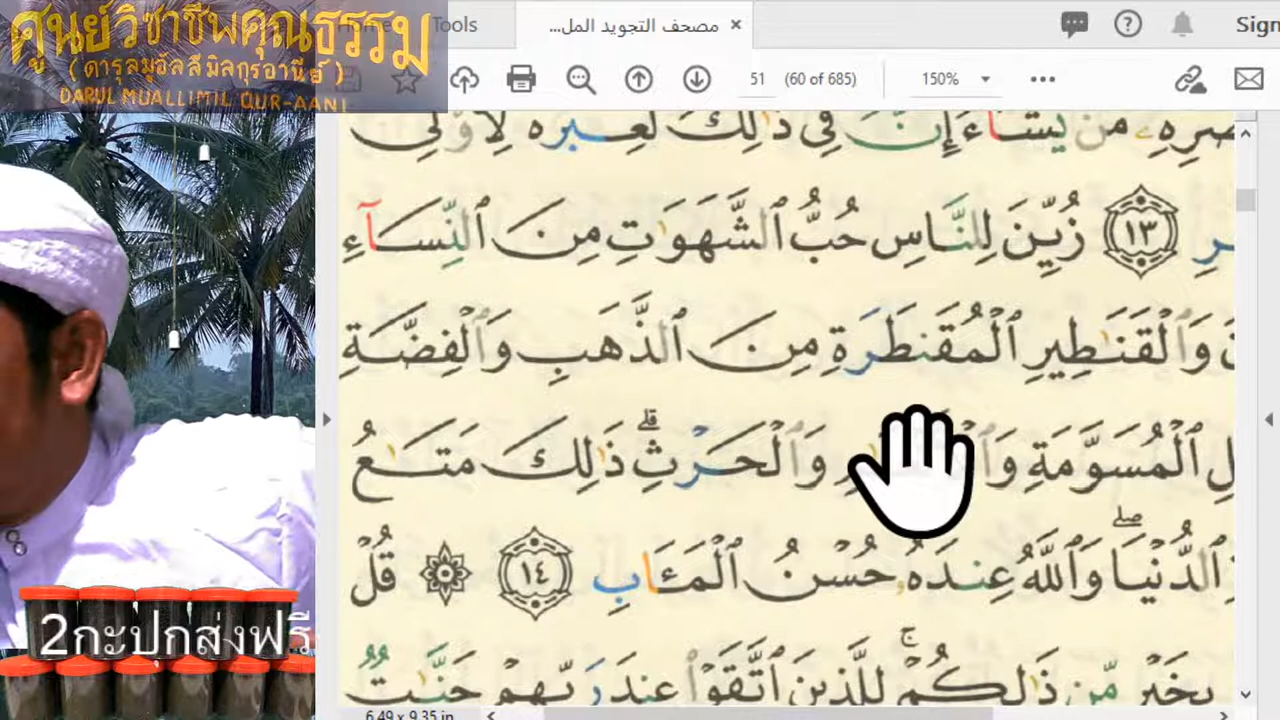 ศูนย์วิชาชีพคุณธรรม
(ดารุลมูอัลลีมิลกุรอานีย์)
DARUL MUALLIMIL QUR-AANI
Tools
مصحف التجويد المل...
Sign
51 (60 of 685)
150%
مَن يَشَآءُ إِنَّ فِى ذَٰلِكَ لَعِبْرَةً لِّأُو۟لِى
١٣ زُيِّنَ لِلنَّاسِ حُبُّ ٱلشَّهَوَٰتِ مِنَ ٱلنِّسَآءِ
وَٱلْقَنَٰطِيرِ ٱلْمُقَنطَرَةِ مِنَ ٱلذَّهَبِ وَٱلْفِضَّةِ
ٱلْمُسَوَّمَةِ وَٱلْحَرْثِ ۗ ذَٰلِكَ مَتَٰعُ
ٱلدُّنْيَا ۖ وَٱللَّهُ عِندَهُۥ حُسْنُ ٱلْمَـَٔابِ ١٤ قُلْ
بِخَيْرٍ مِّن ذَٰلِكُمْ ۚ لِلَّذِينَ ٱتَّقَوْا۟ عِندَ رَبِّهِمْ جَنَّٰتٌ
6.49 x 9.35 in
2กะปกส่งฟรี